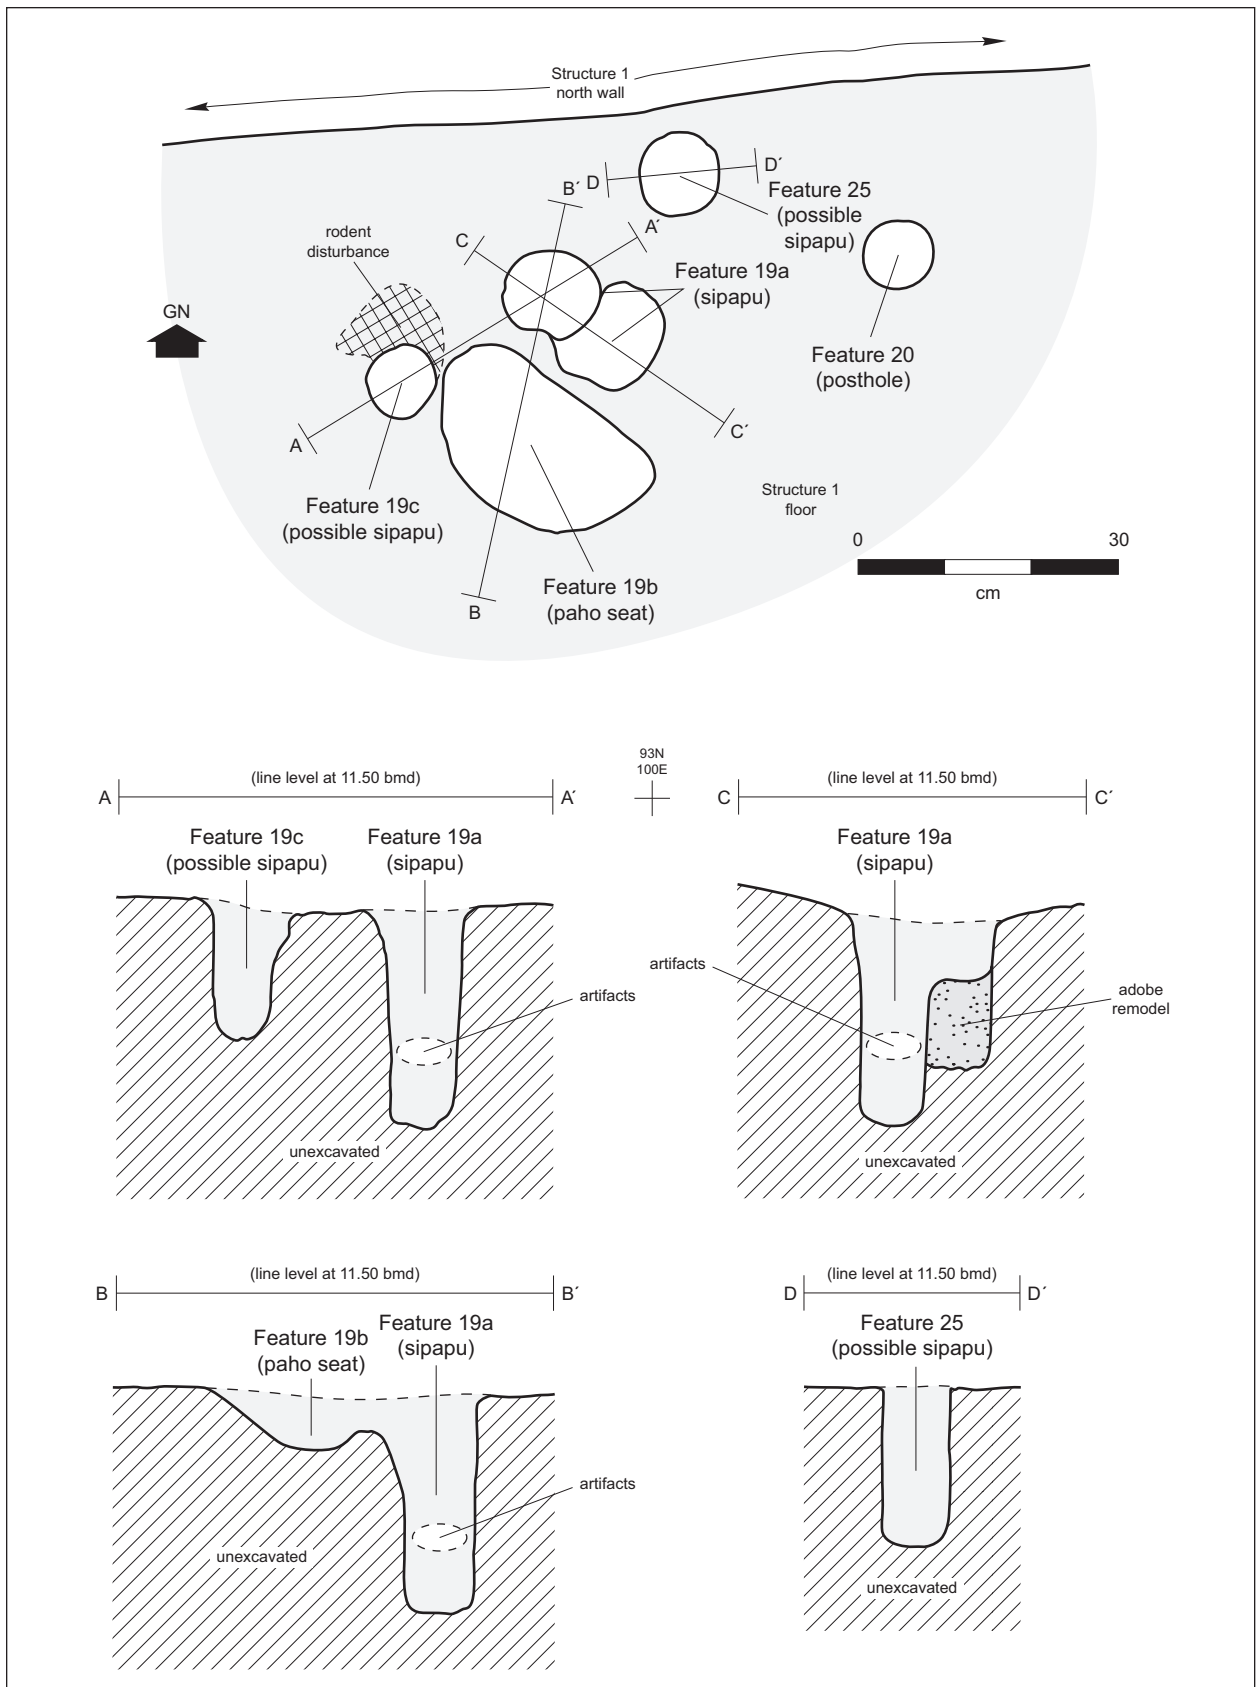 Structure 1
north wall
D
D´
B´
Feature 25
(possible
sipapu)
A´
C
rodent
disturbance
Feature 19a
(sipapu)
GN
Feature 20
(posthole)
A
C´
Feature 19c
(possible sipapu)
Structure 1
floor
0 30
cm
Feature 19b
(paho seat)
B
93N
100E
A
(line level at 11.50 bmd)
A´
Feature 19c
(possible sipapu)
Feature 19a
(sipapu)
artifacts
unexcavated
C
(line level at 11.50 bmd)
C´
Feature 19a
(sipapu)
artifacts
adobe
remodel
unexcavated
B
(line level at 11.50 bmd)
B´
Feature 19b
(paho seat)
Feature 19a
(sipapu)
artifacts
unexcavated
D
(line level at 11.50 bmd)
D´
Feature 25
(possible sipapu)
unexcavated